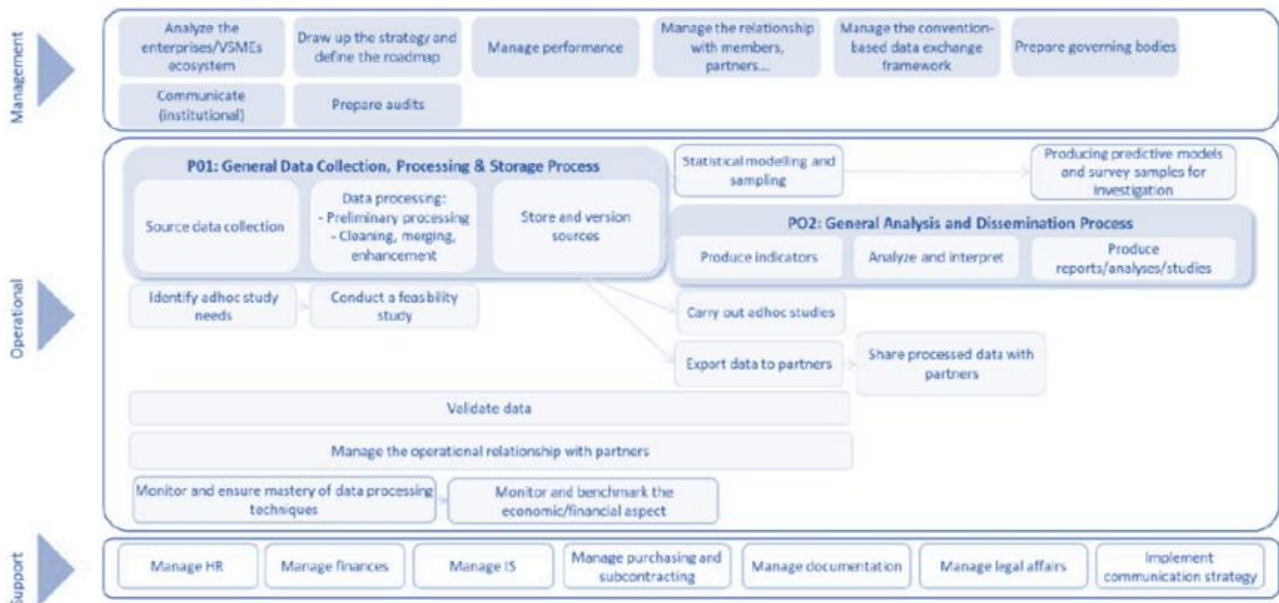 Management
Analyze the
enterprises/VSMEs
ecosystem
Draw up the strategy and
define the roadmap
Manage performance
Manage the relationship
with members,
partners...
Manage the convention-
based data exchange
framework
Prepare governing bodies
Communicate
(institutional)
Prepare audits
Operational
P01: General Data Collection, Processing & Storage Process
Source data collection
Data processing:
- Preliminary processing
- Cleaning, merging,
enhancement
Store and version
sources
Statistical modelling and
sampling
Producing predictive models
and survey samples for
investigation
PO2: General Analysis and Dissemination Process
Produce indicators
Analyze and interpret
Produce
reports/analyses/studies
Identify adhoc study
needs
Conduct a feasibility
study
Carry out adhoc studies
Export data to partners
Share processed data with
partners
Validate data
Manage the operational relationship with partners
Monitor and ensure mastery of data processing
techniques
Monitor and benchmark the
economic/financial aspect
Support
Manage HR
Manage finances
Manage IS
Manage purchasing and
subcontracting
Manage documentation
Manage legal affairs
Implement
communication strategy